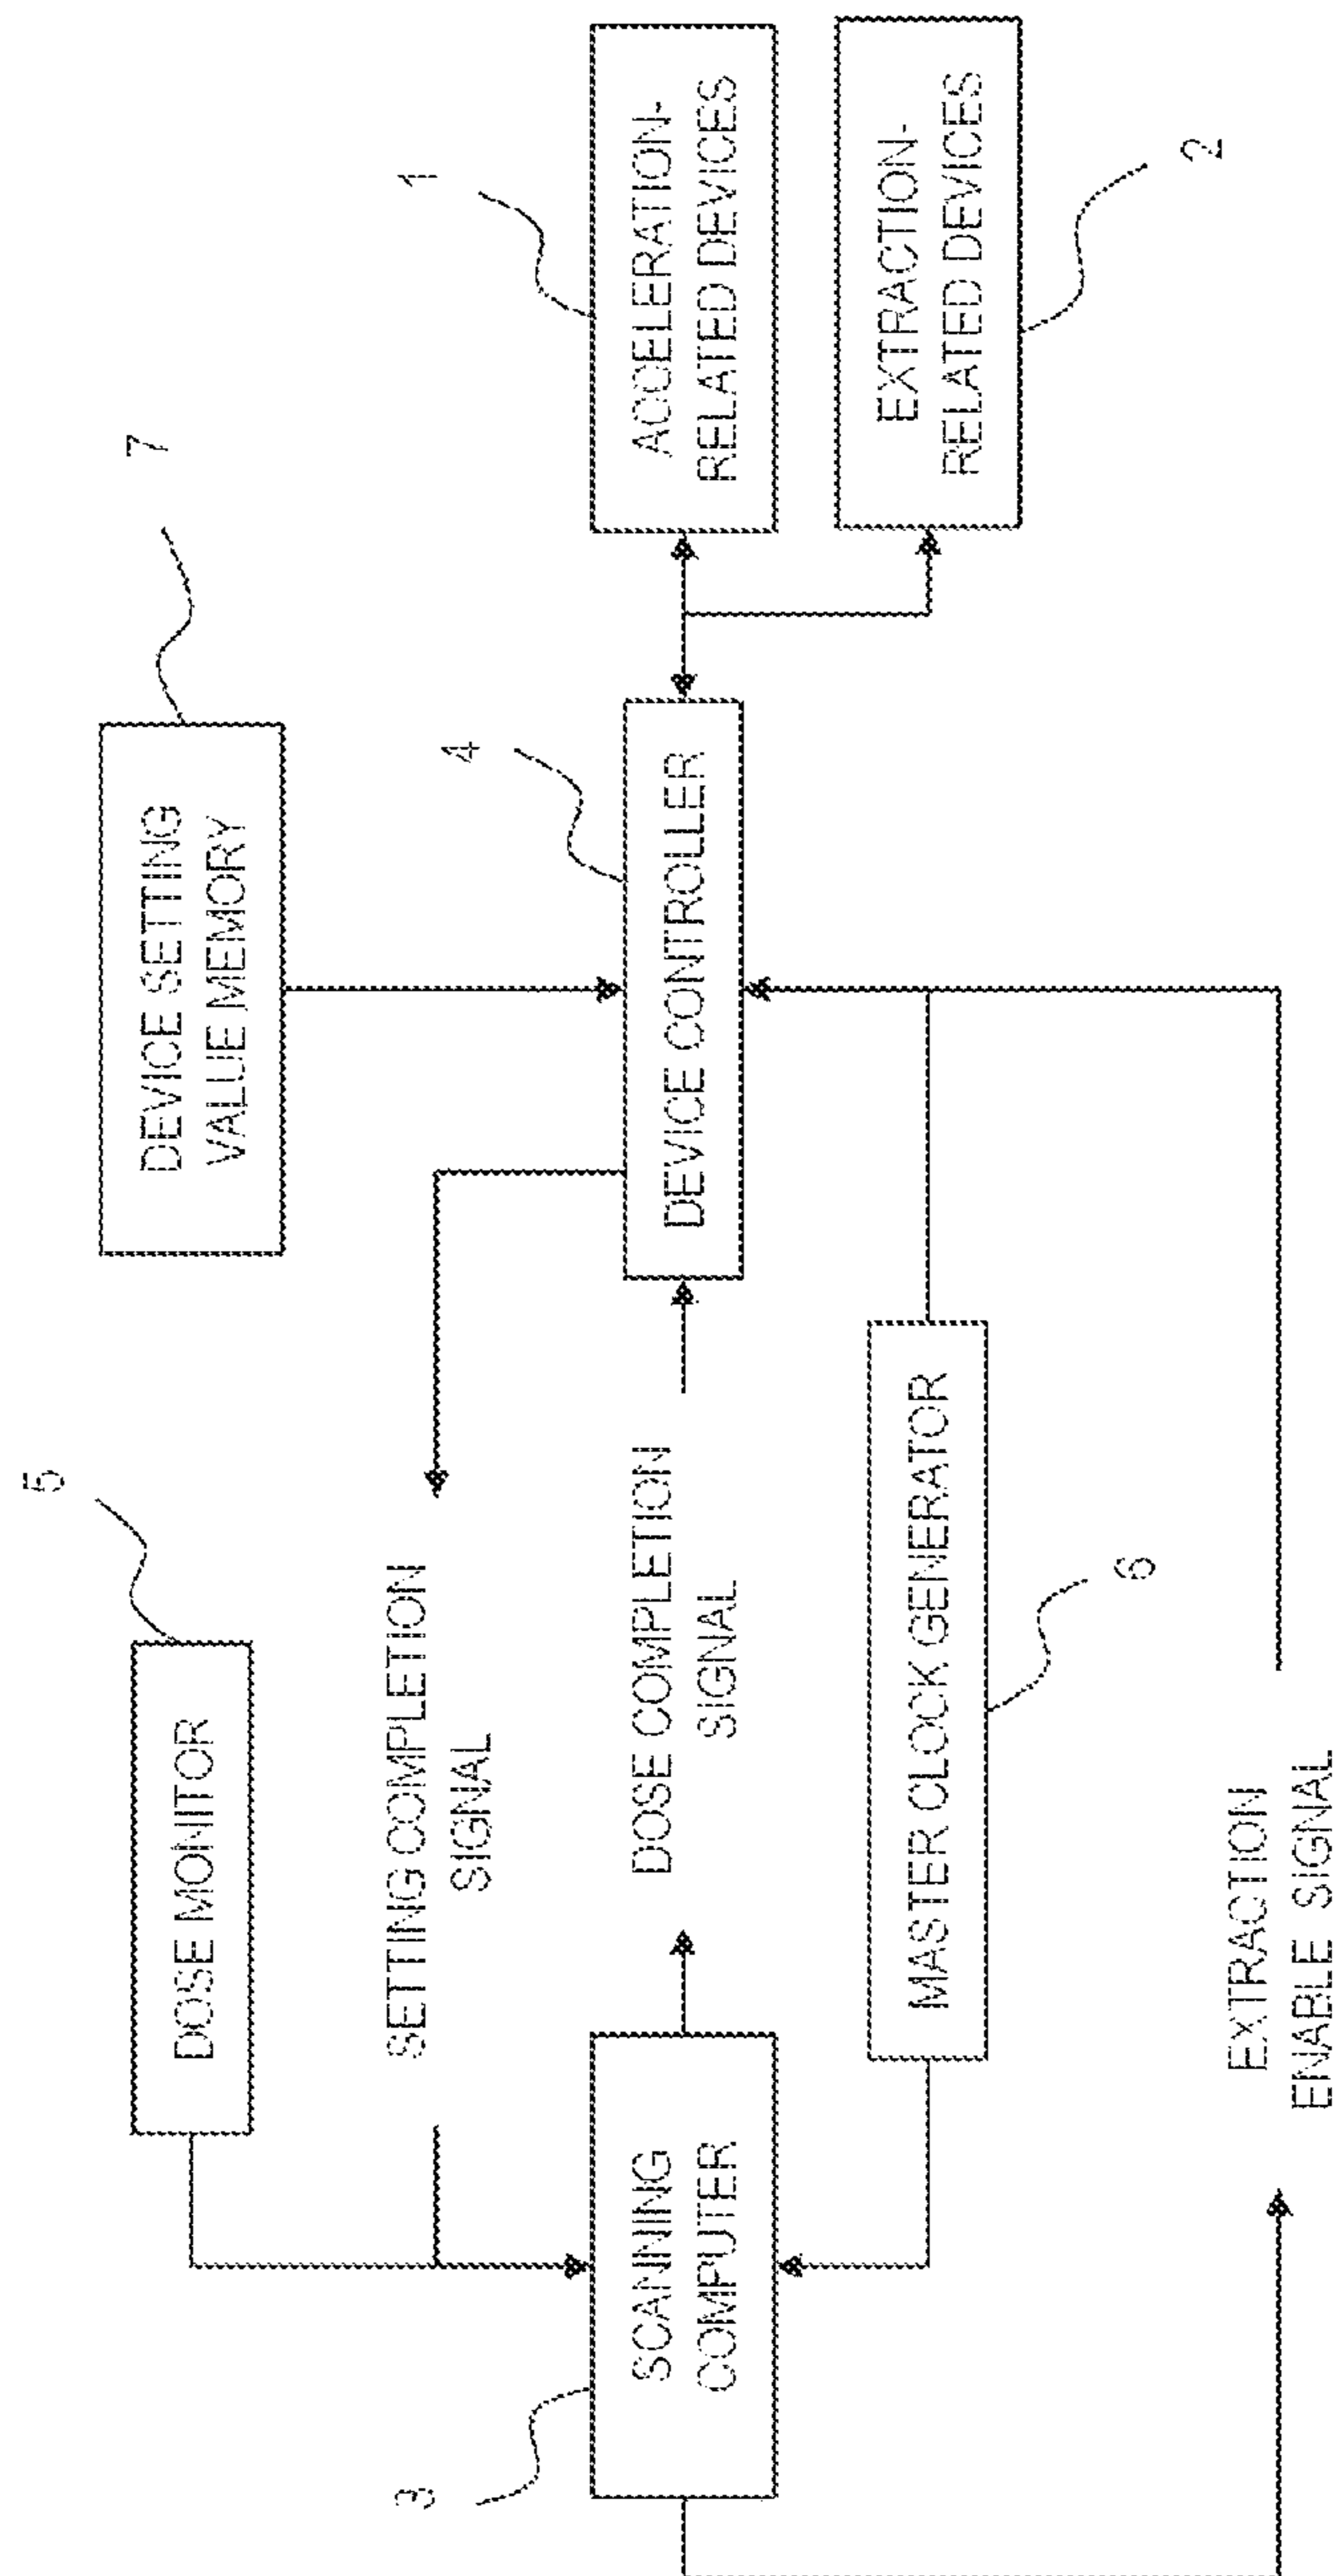 5
DOSE MONITOR
7
DEVICE SETTING
VALUE MEMORY
SETTING COMPLETION
SIGNAL
3
SCANNING
COMPUTER
DOSE COMPLETION
SIGNAL
4
DEVICE CONTROLLER
1
ACCELERATION-
RELATED DEVICES
MASTER CLOCK GENERATOR
6
EXTRACTION-
RELATED DEVICES
2
EXTRACTION
ENABLE SIGNAL